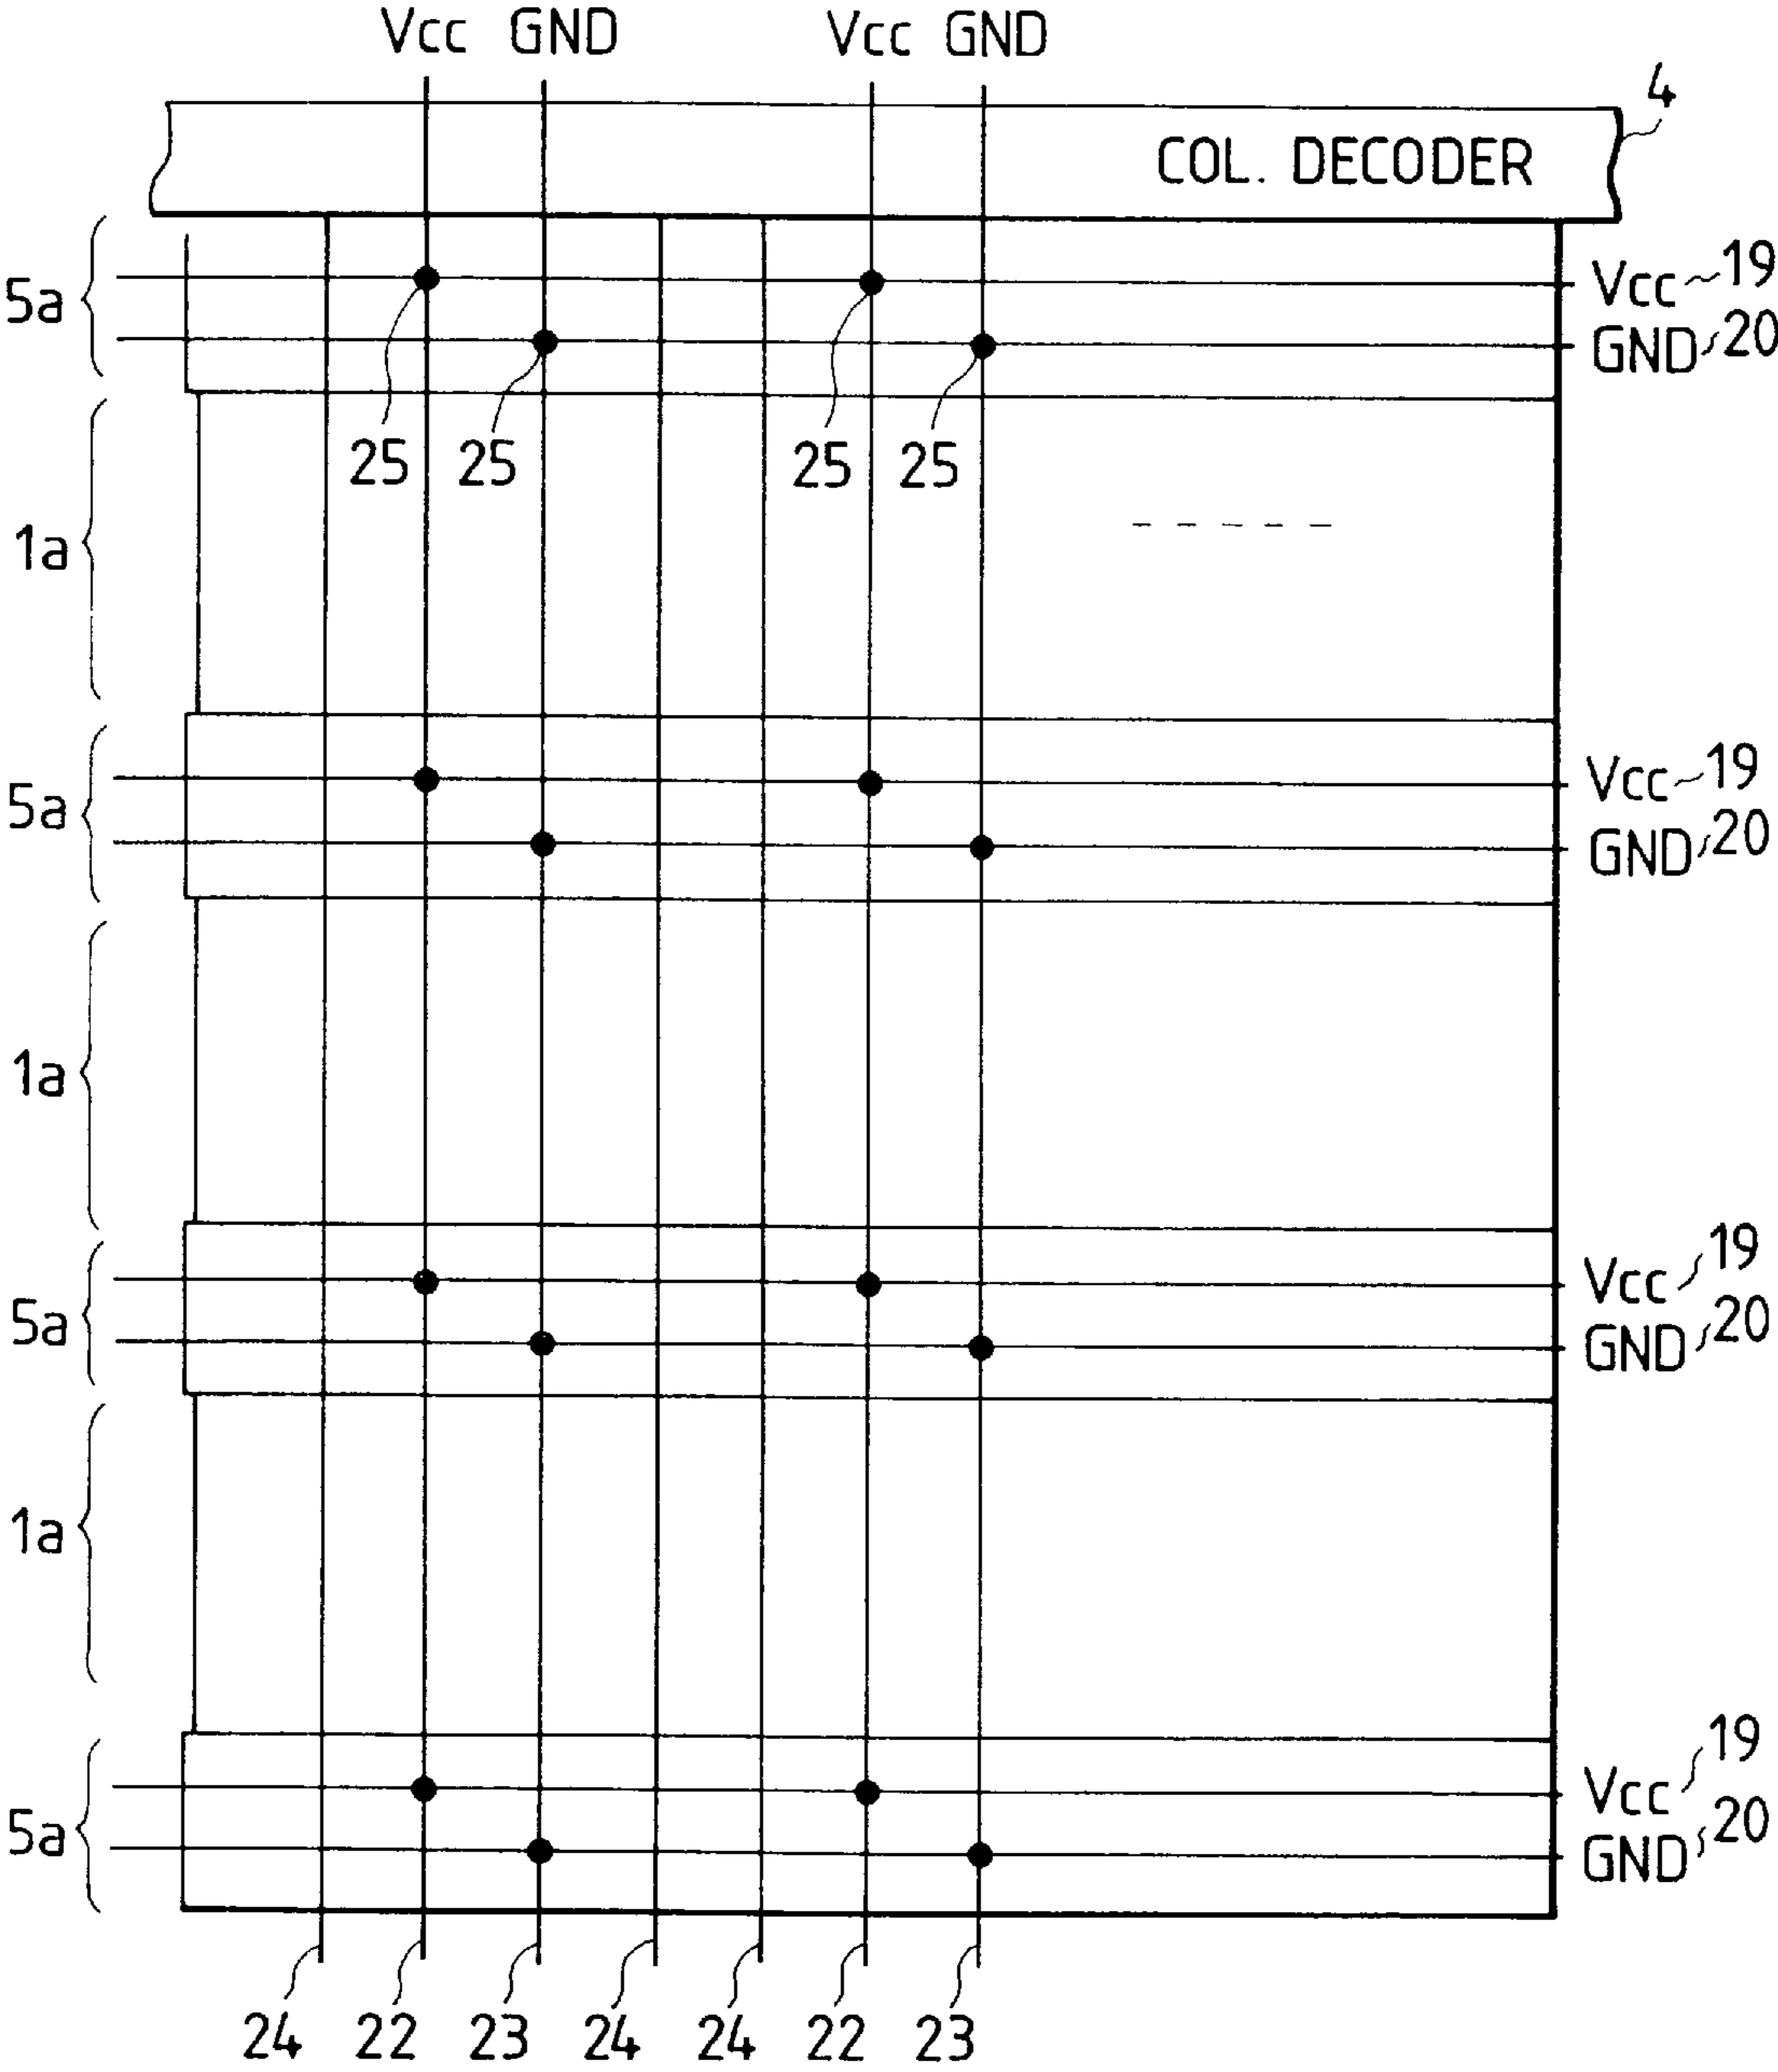 Vcc GND Vcc GND
4
COL. DECODER
5a
Vcc 19
GND 20
25 25 25 25
1a
5a
Vcc 19
GND 20
1a
5a
Vcc 19
GND 20
1a
5a
Vcc 19
GND 20
24 22 23 24 24 22 23